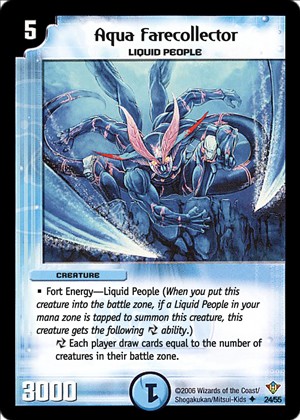 5
Aqua Farecollector
LIQUID PEOPLE
CREATURE
▪ Fort Energy—Liquid People (When you put this
creature into the battle zone, if a Liquid People in your
mana zone is tapped to summon this creature, this
creature gets the following ability.)
Each player draw cards equal to the number of
creatures in their battle zone.
3000
1
©2006 Wizards of the Coast/
Shogakukan/Mitsui-Kids ♦ 24/55